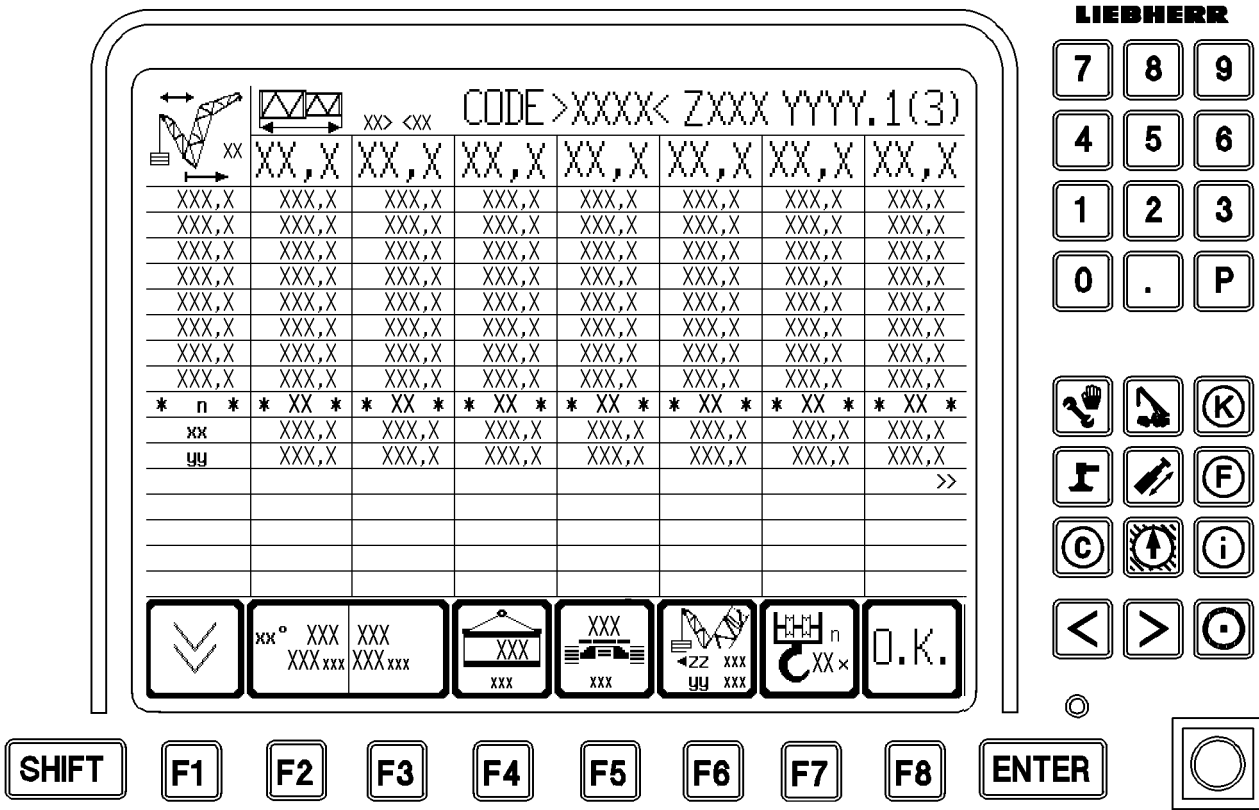 LIEBHERR
7 8 9
4 5 6
1 2 3
0 . P
K
F
C i
< >
XX> <XX CODE >XXXX< ZXXX YYYY.1(3)
XX XX,X XX,X XX,X XX,X XX,X XX,X XX,X
XXX,X XXX,X XXX,X XXX,X XXX,X XXX,X XXX,X XXX,X
XXX,X XXX,X XXX,X XXX,X XXX,X XXX,X XXX,X XXX,X
XXX,X XXX,X XXX,X XXX,X XXX,X XXX,X XXX,X XXX,X
XXX,X XXX,X XXX,X XXX,X XXX,X XXX,X XXX,X XXX,X
XXX,X XXX,X XXX,X XXX,X XXX,X XXX,X XXX,X XXX,X
XXX,X XXX,X XXX,X XXX,X XXX,X XXX,X XXX,X XXX,X
XXX,X XXX,X XXX,X XXX,X XXX,X XXX,X XXX,X XXX,X
XXX,X XXX,X XXX,X XXX,X XXX,X XXX,X XXX,X XXX,X
* n * * XX * * XX * * XX * * XX * * XX * * XX * * XX *
xx XXX,X XXX,X XXX,X XXX,X XXX,X XXX,X XXX,X
yy XXX,X XXX,X XXX,X XXX,X XXX,X XXX,X XXX,X
>>
xx° XXX XXX
XXX xxx XXX xxx
XXX
xxx
XXX
xxx
◄zz xxx
yy xxx
n
XX ×
O.K.
SHIFT F1 F2 F3 F4 F5 F6 F7 F8 ENTER